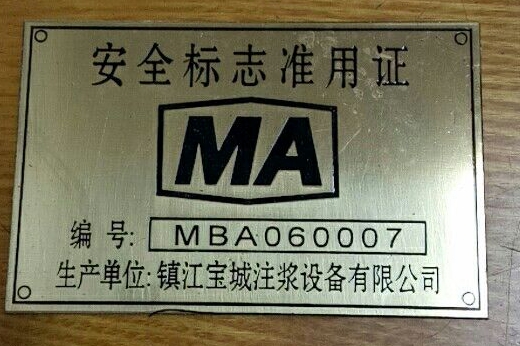 安全标志准用证
MA
编号: MBA060007
生产单位: 镇江宝城注浆设备有限公司